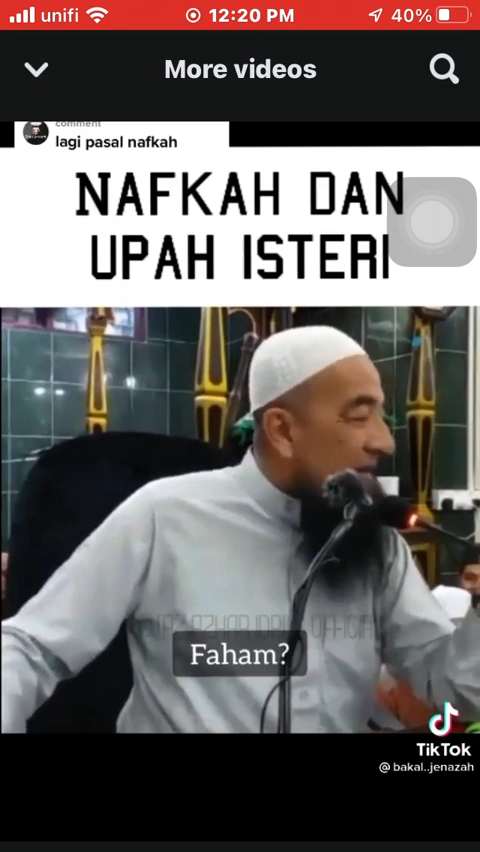 unifi
12:20 PM
40%
More videos
comment
lagi pasal nafkah
NAFKAH DAN
UPAH ISTERI
Faham?
TikTok
@ bakal..jenazah